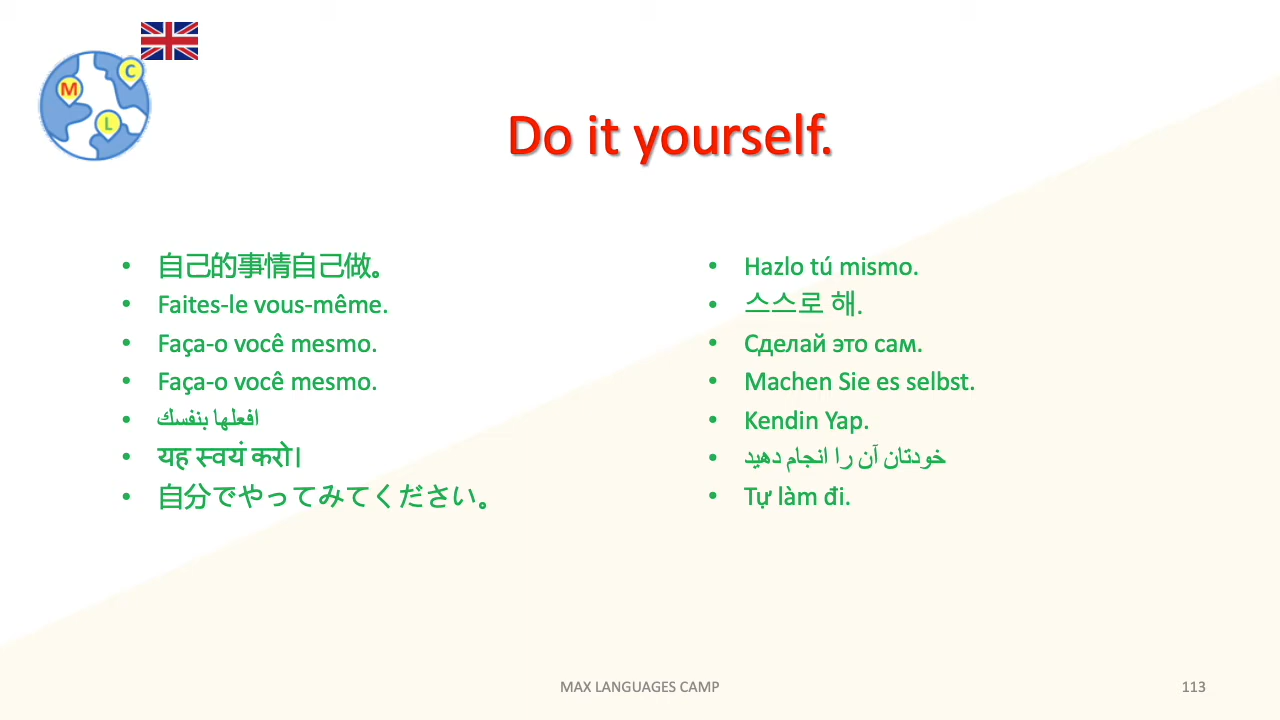 M
C
L
Do it yourself.
• 自己的事情自己做。
• Faites-le vous-même.
• Faça-o você mesmo.
• Faça-o você mesmo.
• افعلها بنفسك
• यह स्वयं करो।
• 自分でやってみてください。
• Hazlo tú mismo.
• 스스로 해.
• Сделай это сам.
• Machen Sie es selbst.
• Kendin Yap.
• خودتان آن را انجام دهید
• Tự làm đi.
MAX LANGUAGES CAMP
113